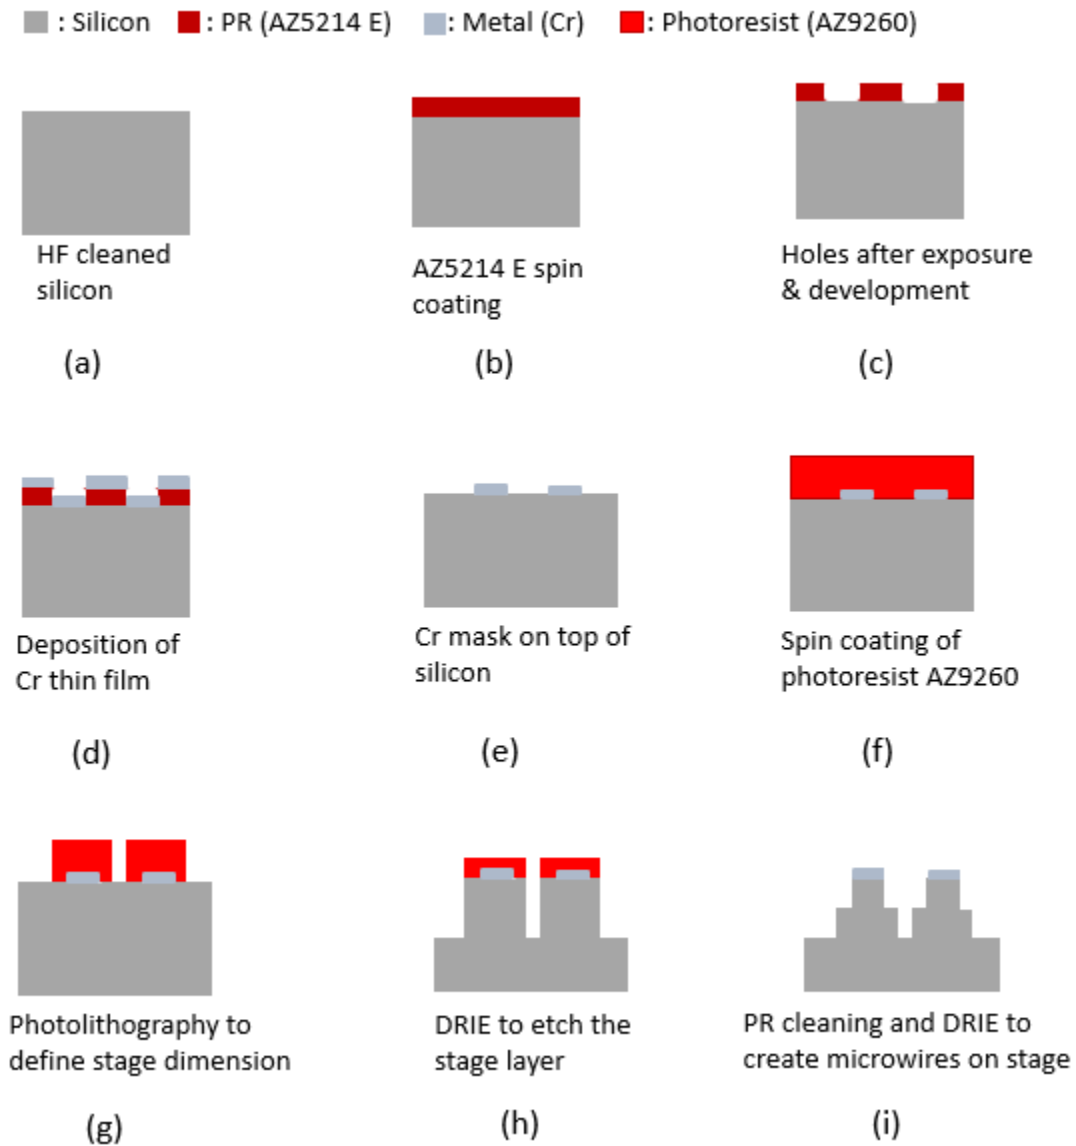 : Silicon : PR (AZ5214 E) : Metal (Cr) : Photoresist (AZ9260)
HF cleaned
silicon
(a)
AZ5214 E spin
coating
(b)
Holes after exposure
& development
(c)
Deposition of
Cr thin film
(d)
Cr mask on top of
silicon
(e)
Spin coating of
photoresist AZ9260
(f)
Photolithography to
define stage dimension
(g)
DRIE to etch the
stage layer
(h)
PR cleaning and DRIE to
create microwires on stage
(i)